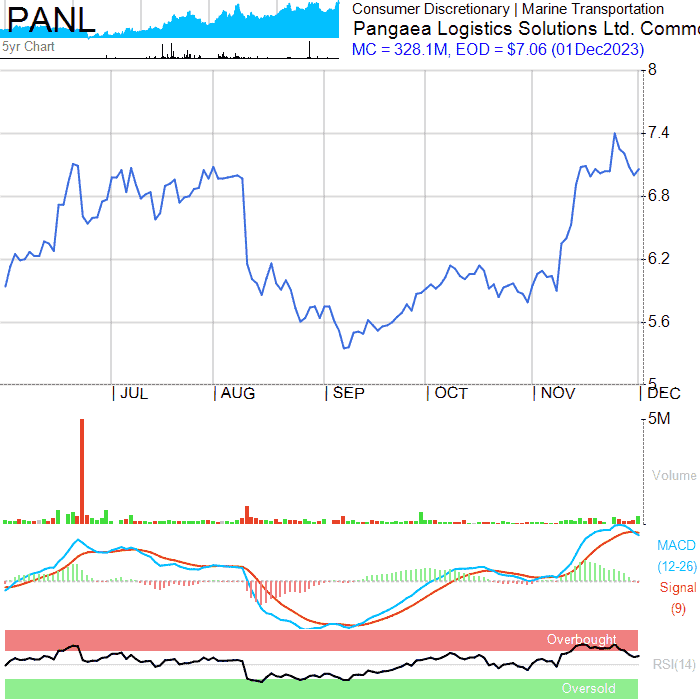 PANL
5yr Chart
Consumer Discretionary | Marine Transportation
Pangaea Logistics Solutions Ltd. Commo
MC = 328.1M, EOD = $7.06 (01Dec2023)
8
7.4
6.8
6.2
5.6
5
JUL AUG SEP OCT NOV DEC
5M
Volume
MACD
(12-26)
Signal
(9)
Overbought
RSI(14)
Oversold